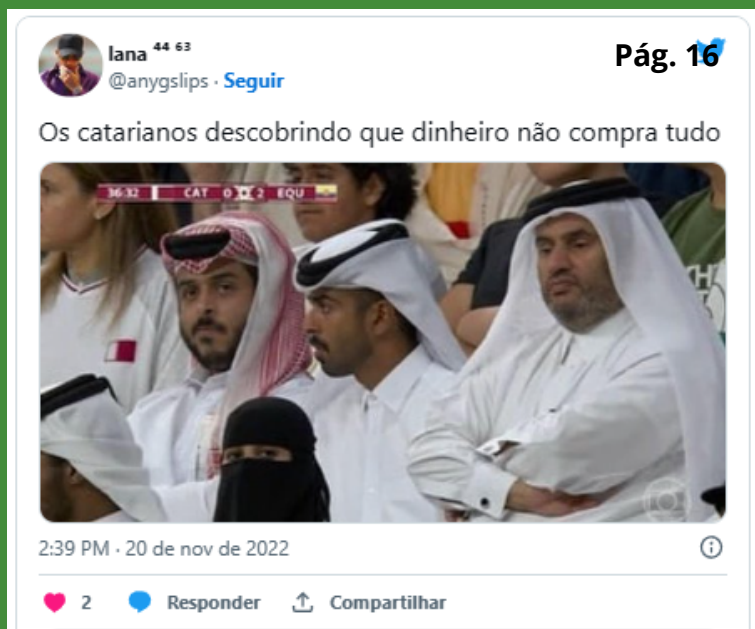 lana ⁴⁴ ⁶³
Pág. 16
@anygslips · Seguir
Os catarianos descobrindo que dinheiro não compra tudo
36:32 CAT 0 2 EQU
2:39 PM · 20 de nov de 2022
2 Responder Compartilhar